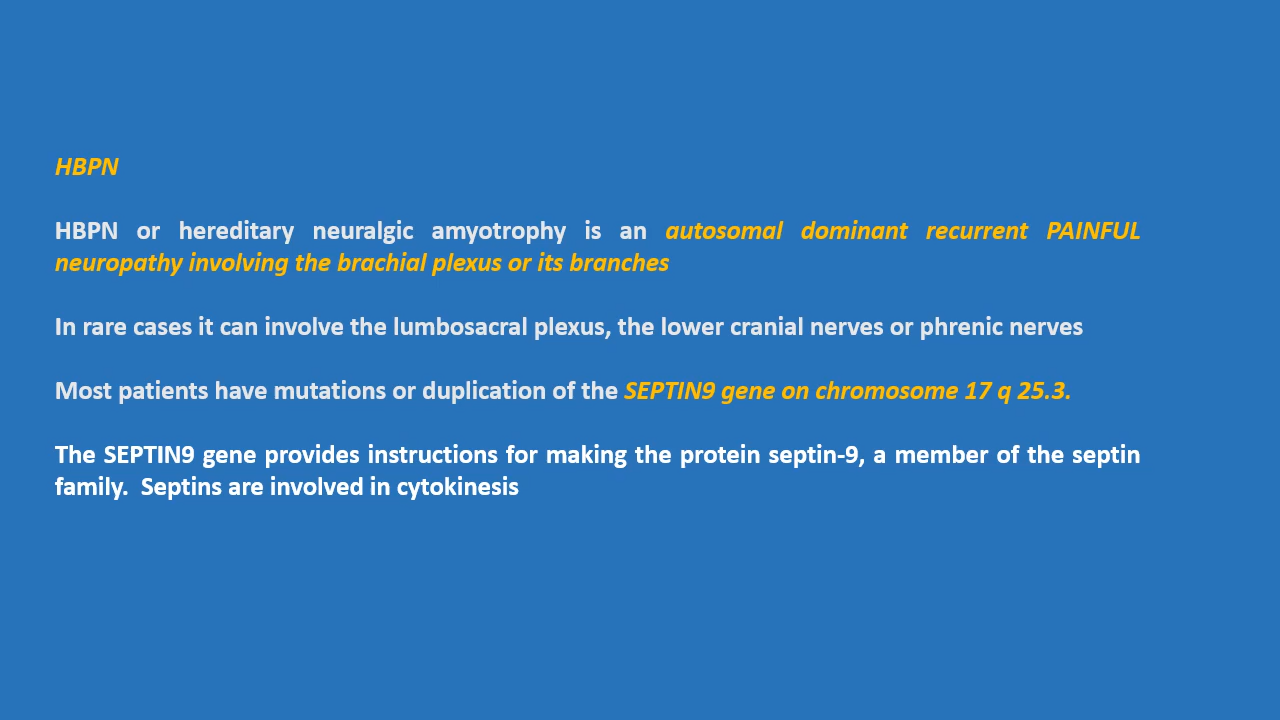 HBPN
HBPN or hereditary neuralgic amyotrophy is an autosomal dominant recurrent PAINFUL
neuropathy involving the brachial plexus or its branches
In rare cases it can involve the lumbosacral plexus, the lower cranial nerves or phrenic nerves
Most patients have mutations or duplication of the SEPTIN9 gene on chromosome 17 q 25.3.
The SEPTIN9 gene provides instructions for making the protein septin-9, a member of the septin
family.  Septins are involved in cytokinesis